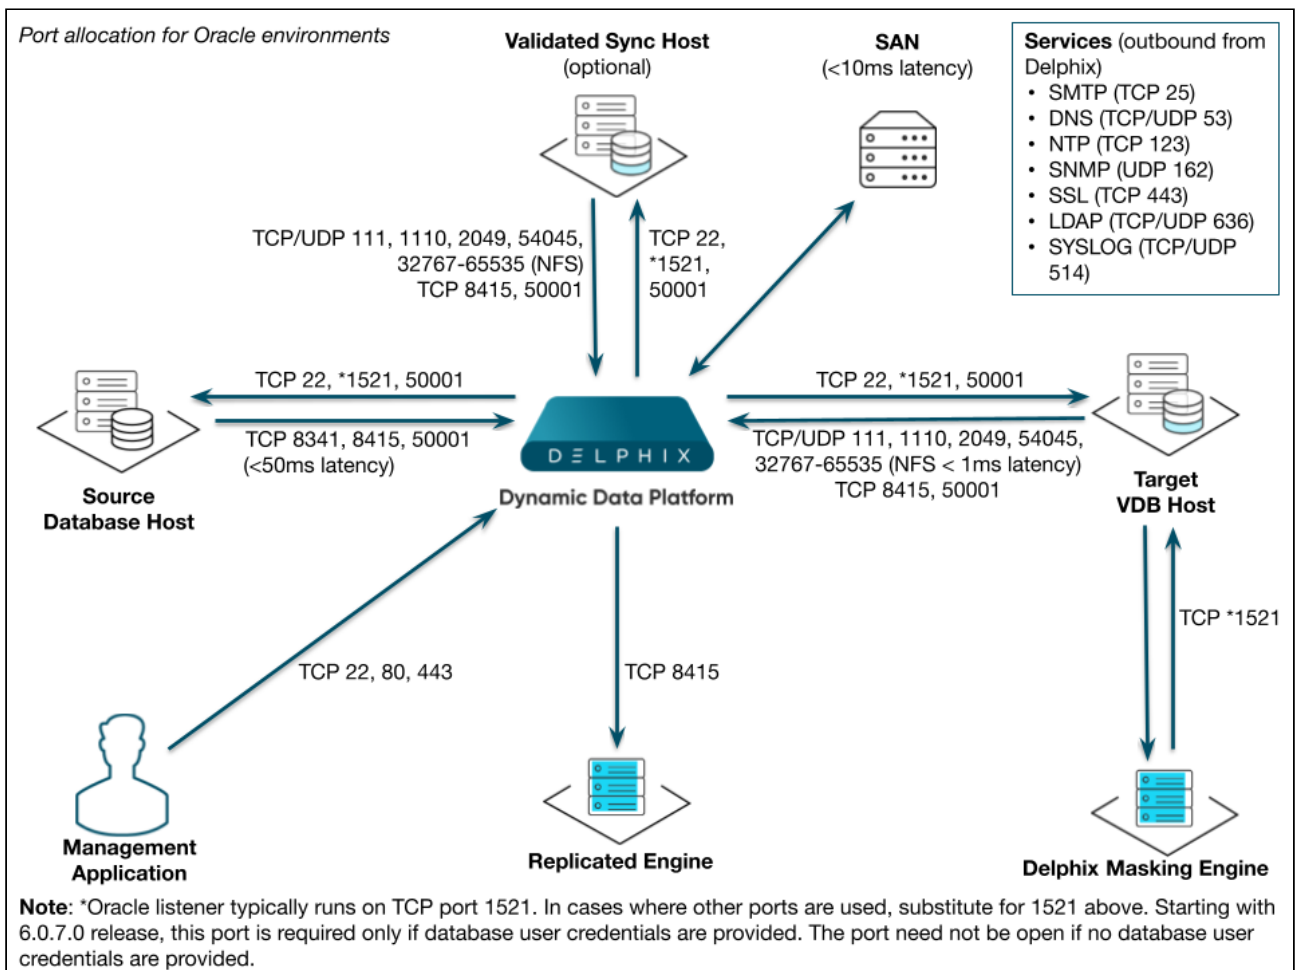 Port allocation for Oracle environments
Validated Sync Host
(optional)
SAN
(<10ms latency)
Services (outbound from
Delphix)
• SMTP (TCP 25)
• DNS (TCP/UDP 53)
• NTP (TCP 123)
• SNMP (UDP 162)
• SSL (TCP 443)
• LDAP (TCP/UDP 636)
• SYSLOG (TCP/UDP
514)
TCP/UDP 111, 1110, 2049, 54045,
32767-65535 (NFS)
TCP 8415, 50001
TCP 22,
*1521,
50001
TCP 22, *1521, 50001
TCP 8341, 8415, 50001
(<50ms latency)
Source
Database Host
DELPHIX
Dynamic Data Platform
TCP 22, *1521, 50001
TCP/UDP 111, 1110, 2049, 54045,
32767-65535 (NFS < 1ms latency)
TCP 8415, 50001
Target
VDB Host
TCP *1521
TCP 22, 80, 443
TCP 8415
Management
Application
Replicated Engine
Delphix Masking Engine
Note: *Oracle listener typically runs on TCP port 1521. In cases where other ports are used, substitute for 1521 above. Starting with
6.0.7.0 release, this port is required only if database user credentials are provided. The port need not be open if no database user
credentials are provided.